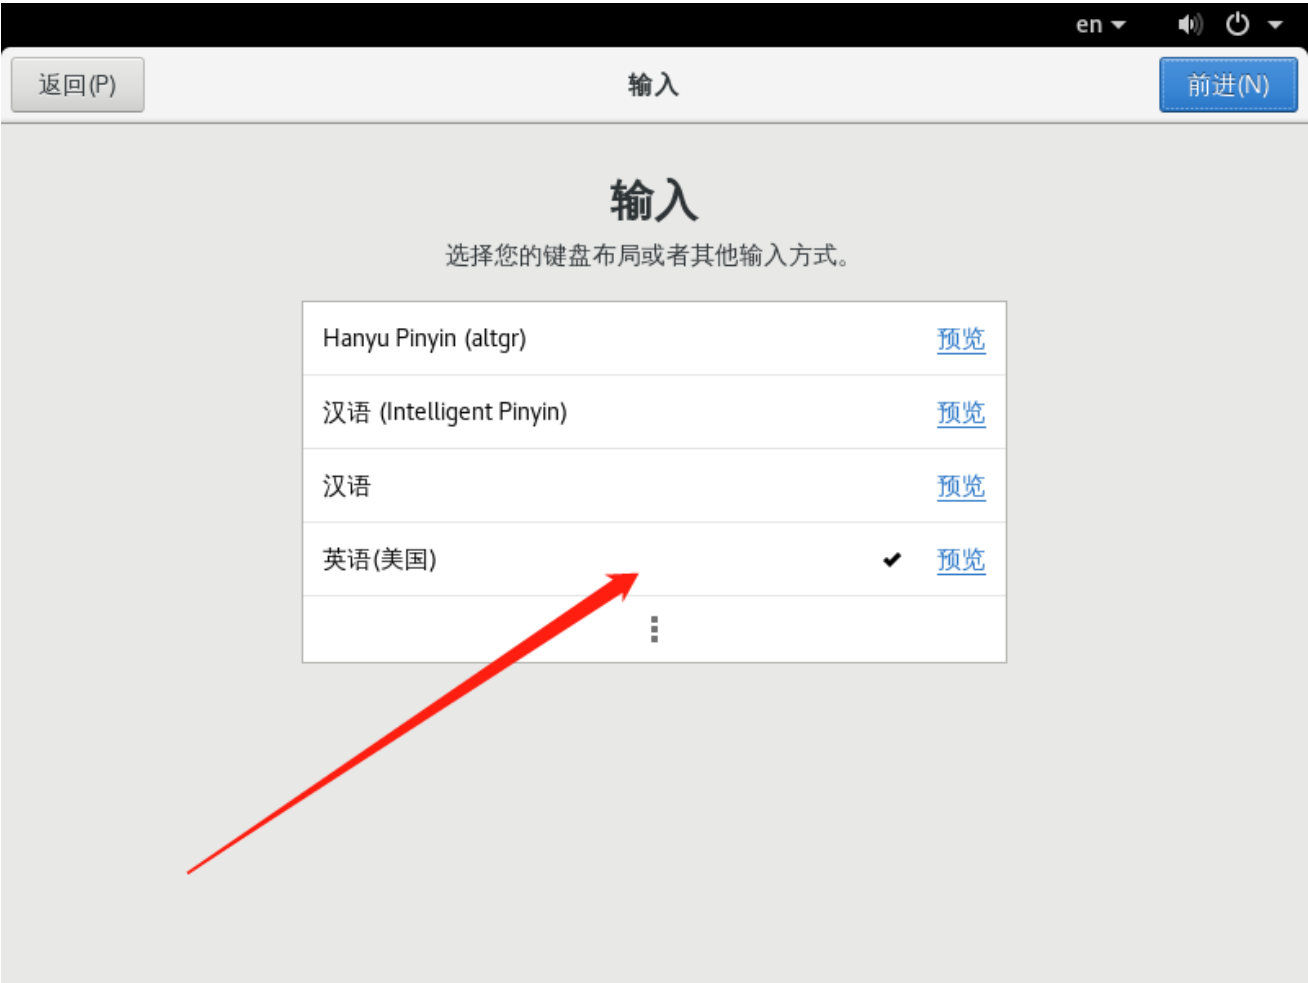 en
返回(P) 输入 前进(N)
输入
选择您的键盘布局或者其他输入方式。
Hanyu Pinyin (altgr) 预览
汉语 (Intelligent Pinyin) 预览
汉语 预览
英语(美国) 预览